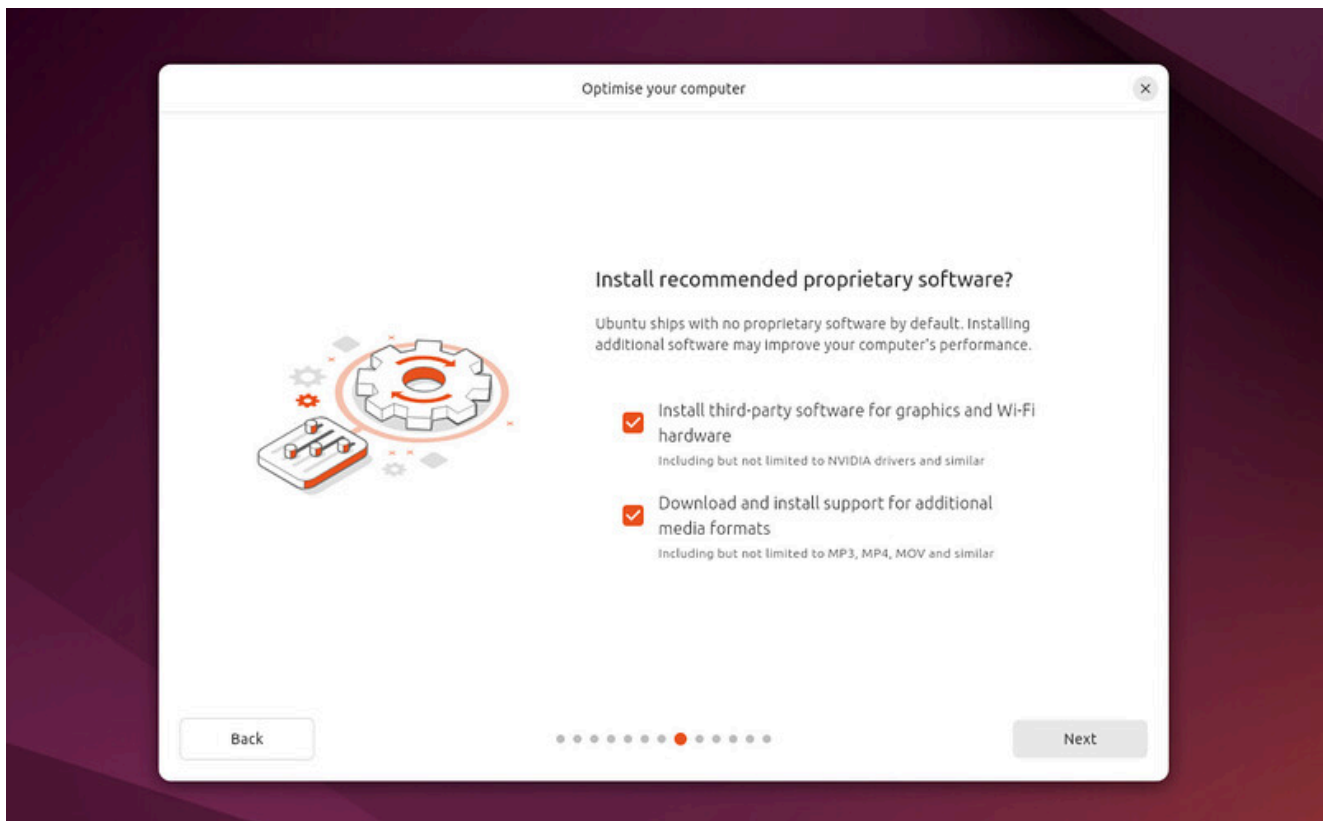 Optimise your computer
Install recommended proprietary software?
Ubuntu ships with no proprietary software by default. Installing
additional software may improve your computer's performance.
Install third-party software for graphics and Wi-Fi
hardware
Including but not limited to NVIDIA drivers and similar
Download and install support for additional
media formats
Including but not limited to MP3, MP4, MOV and similar
Back
Next